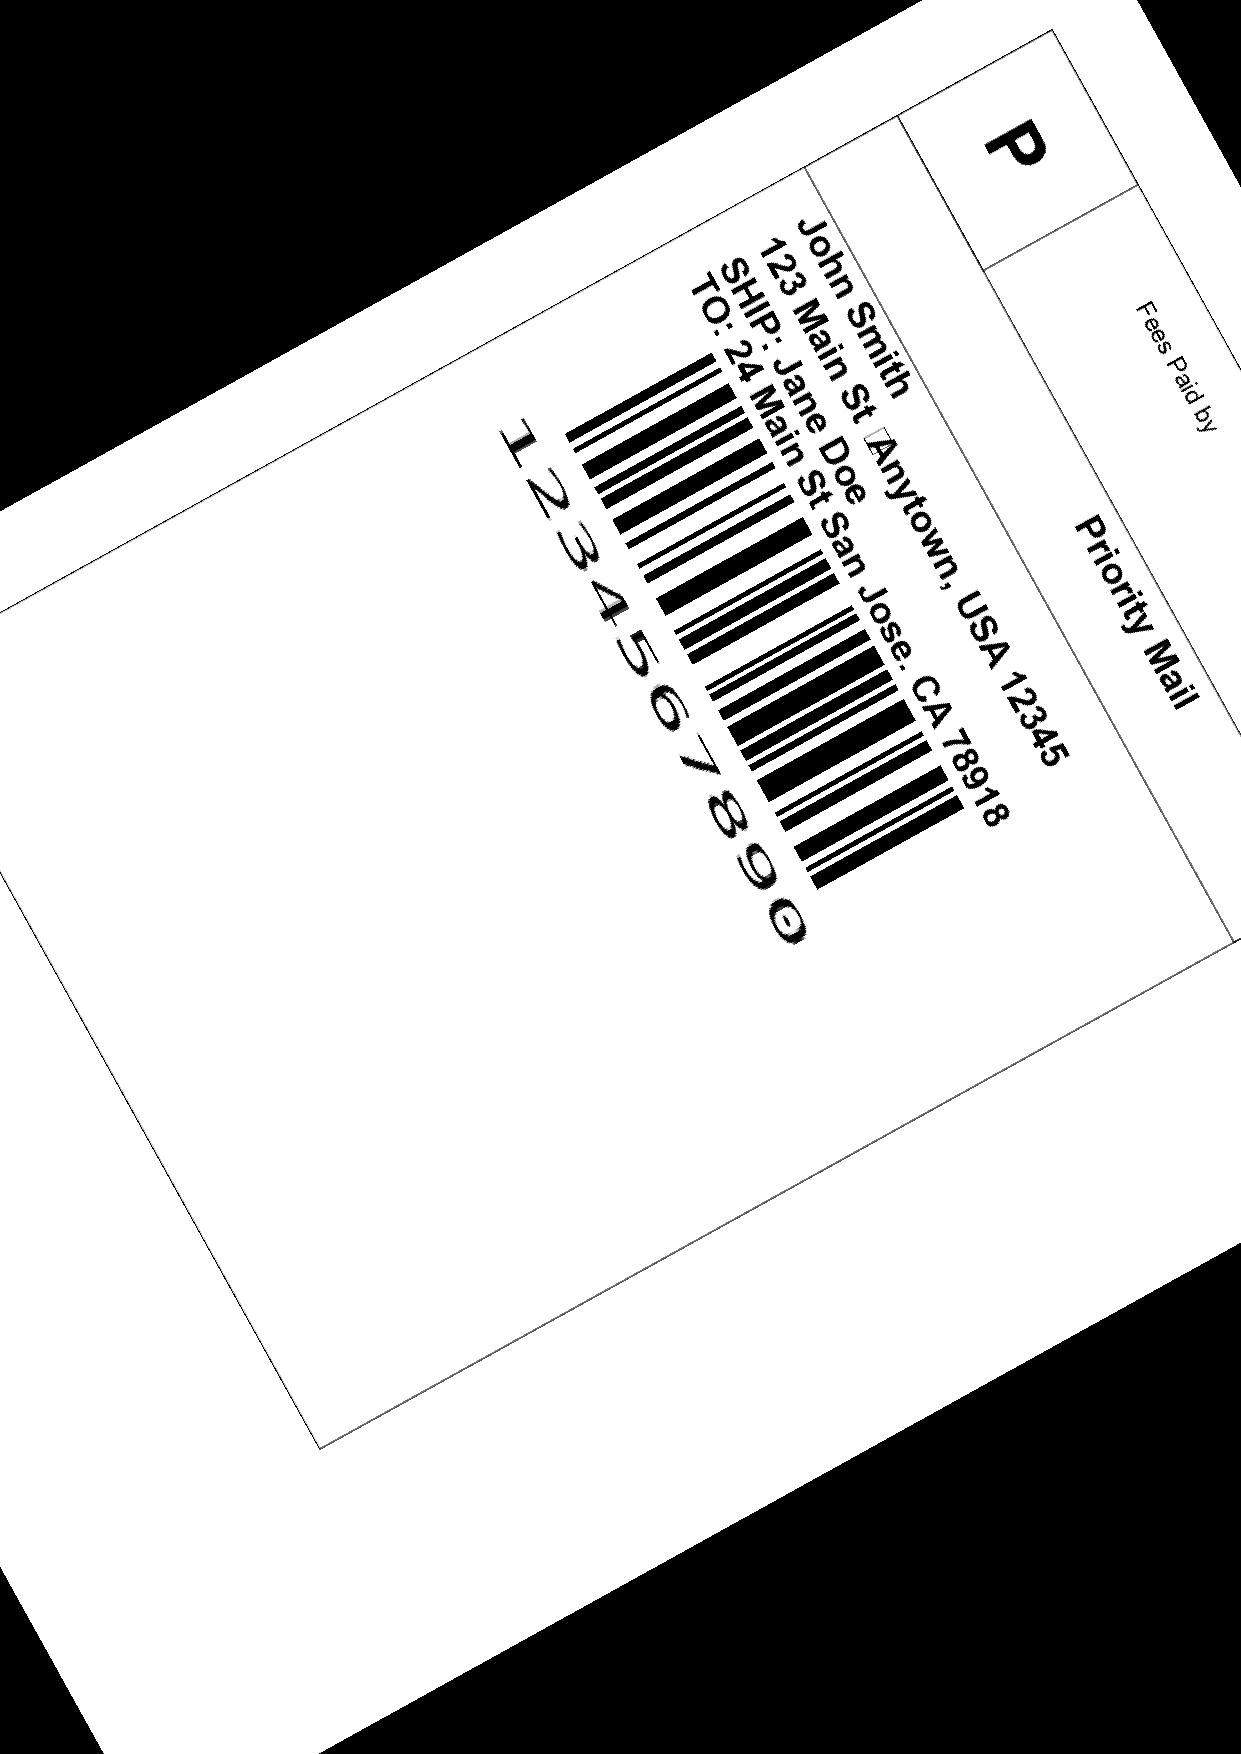 P
Fees Paid by
Priority Mail
John Smith
123 Main St Anytown, USA 12345
SHIP: Jane Doe
TO: 24 Main St San Jose. CA 78918
1234567890